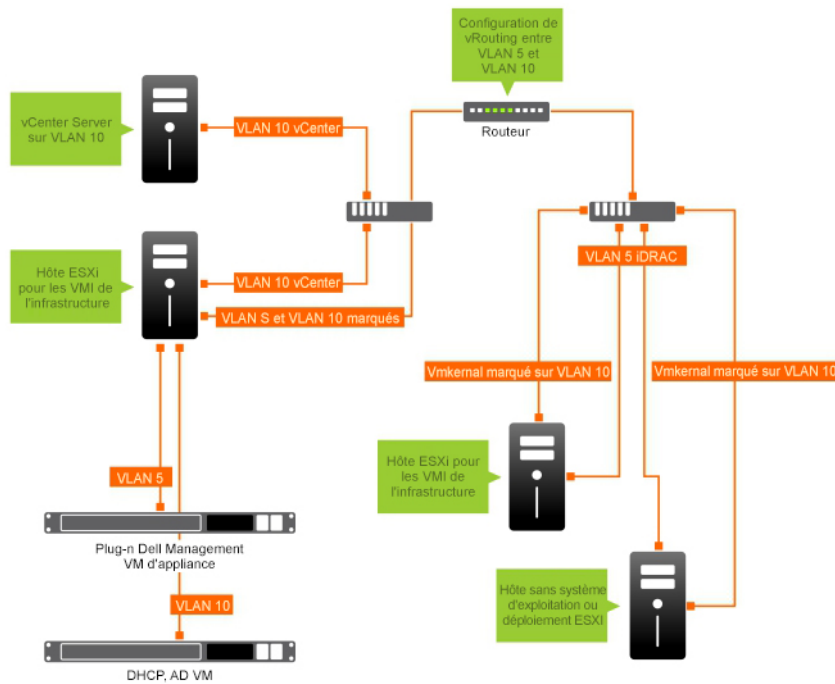 Configuration de
vRouting entre
VLAN 5 et
VLAN 10
Routeur
vCenter Server
sur VLAN 10
VLAN 10 vCenter
Hôte ESXi
pour les VMI de
l'infrastructure
VLAN 10 vCenter
VLAN S et VLAN 10 marqués
VLAN 5 iDRAC
Vmkernal marqué sur VLAN 10
Vmkernal marqué sur VLAN 10
Hôte ESXi pour
les VMI de
l'infrastructure
VLAN 5
Plug-n Dell Management
VM d'appliance
VLAN 10
DHCP, AD VM
Hôte sans système
d'exploitation ou
déploiement ESXI